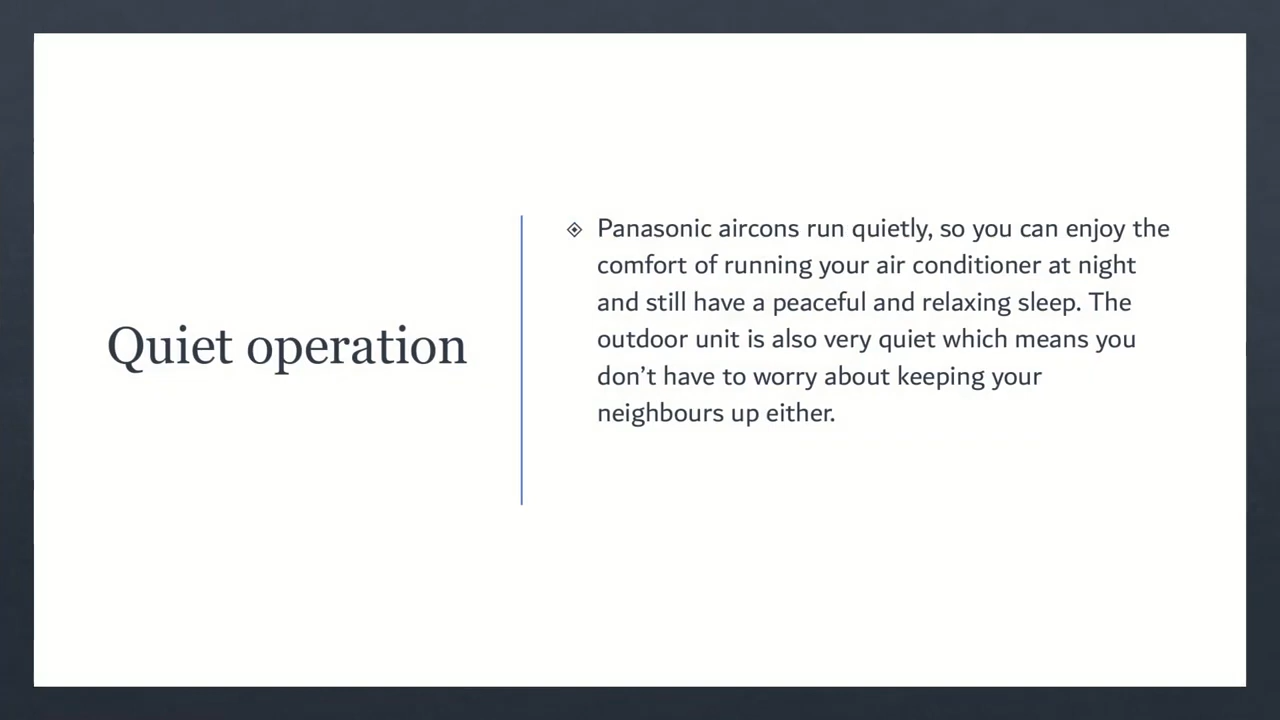 Quiet operation
Panasonic aircons run quietly, so you can enjoy the
comfort of running your air conditioner at night
and still have a peaceful and relaxing sleep. The
outdoor unit is also very quiet which means you
don’t have to worry about keeping your
neighbours up either.